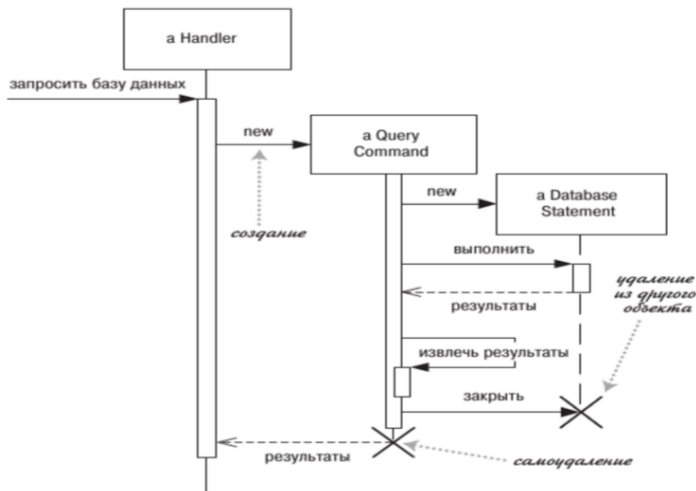 a Handler
запросить базу данных
new
a Query
Command
создание
new
a Database
Statement
выполнить
удаление
из другого
объекта
результаты
извлечь результаты
закрыть
результаты
самоудаление